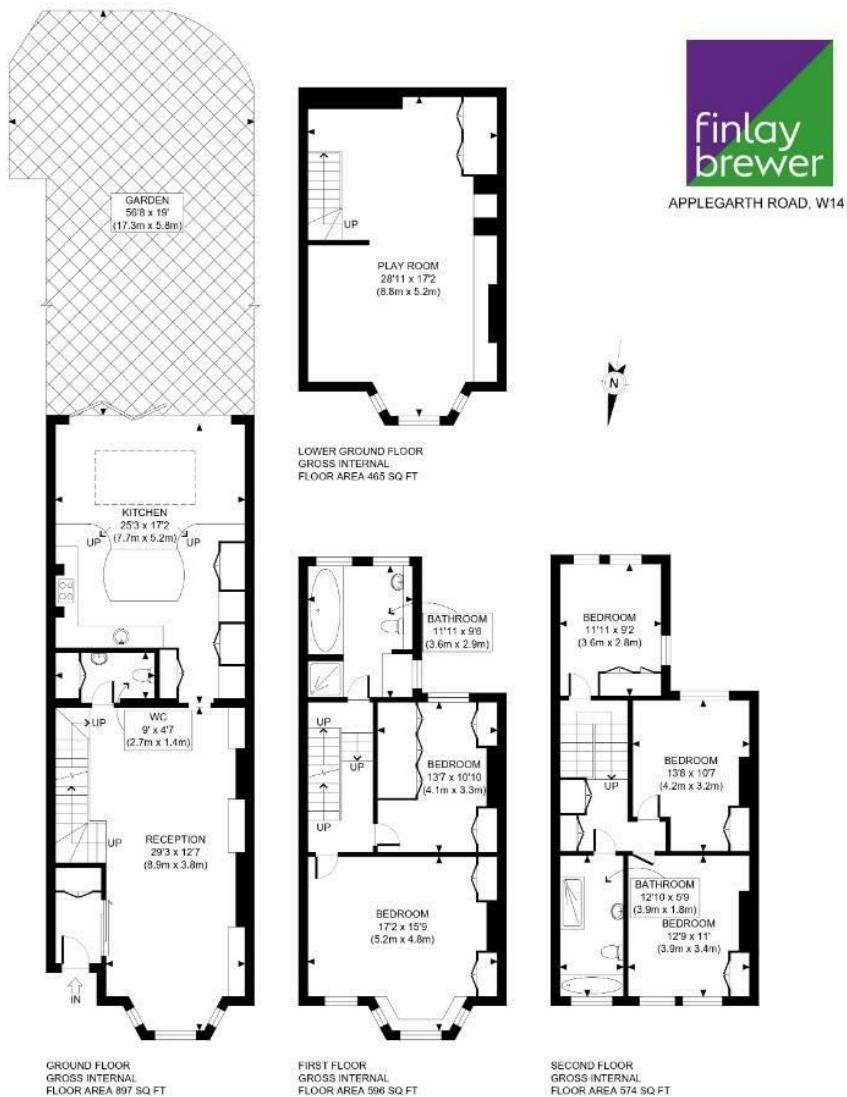 finlay
brewer
APPLEGARTH ROAD, W14
GARDEN
56'8 x 19'
(17.3m x 5.8m)
UP
PLAY ROOM
28'11 x 17'2
(8.8m x 5.2m)
N
LOWER GROUND FLOOR
GROSS INTERNAL
FLOOR AREA 465 SQ FT
KITCHEN
25'3 x 17'2
(7.7m x 5.2m)
UP
UP
WC
9' x 4'7
(2.7m x 1.4m)
UP
UP
RECEPTION
29'3 x 12'7
(8.9m x 3.8m)
IN
GROUND FLOOR
GROSS INTERNAL
FLOOR AREA 897 SQ FT
BATHROOM
11'11 x 9'6
(3.6m x 2.9m)
UP
UP
UP
BEDROOM
13'7 x 10'10
(4.1m x 3.3m)
BEDROOM
17'2 x 15'9
(5.2m x 4.8m)
FIRST FLOOR
GROSS INTERNAL
FLOOR AREA 596 SQ FT
BEDROOM
11'11 x 9'2
(3.6m x 2.8m)
UP
BEDROOM
13'8 x 10'7
(4.2m x 3.2m)
BATHROOM
12'10 x 5'9
(3.9m x 1.8m)
BEDROOM
12'9 x 11'
(3.9m x 3.4m)
SECOND FLOOR
GROSS INTERNAL
FLOOR AREA 574 SQ FT